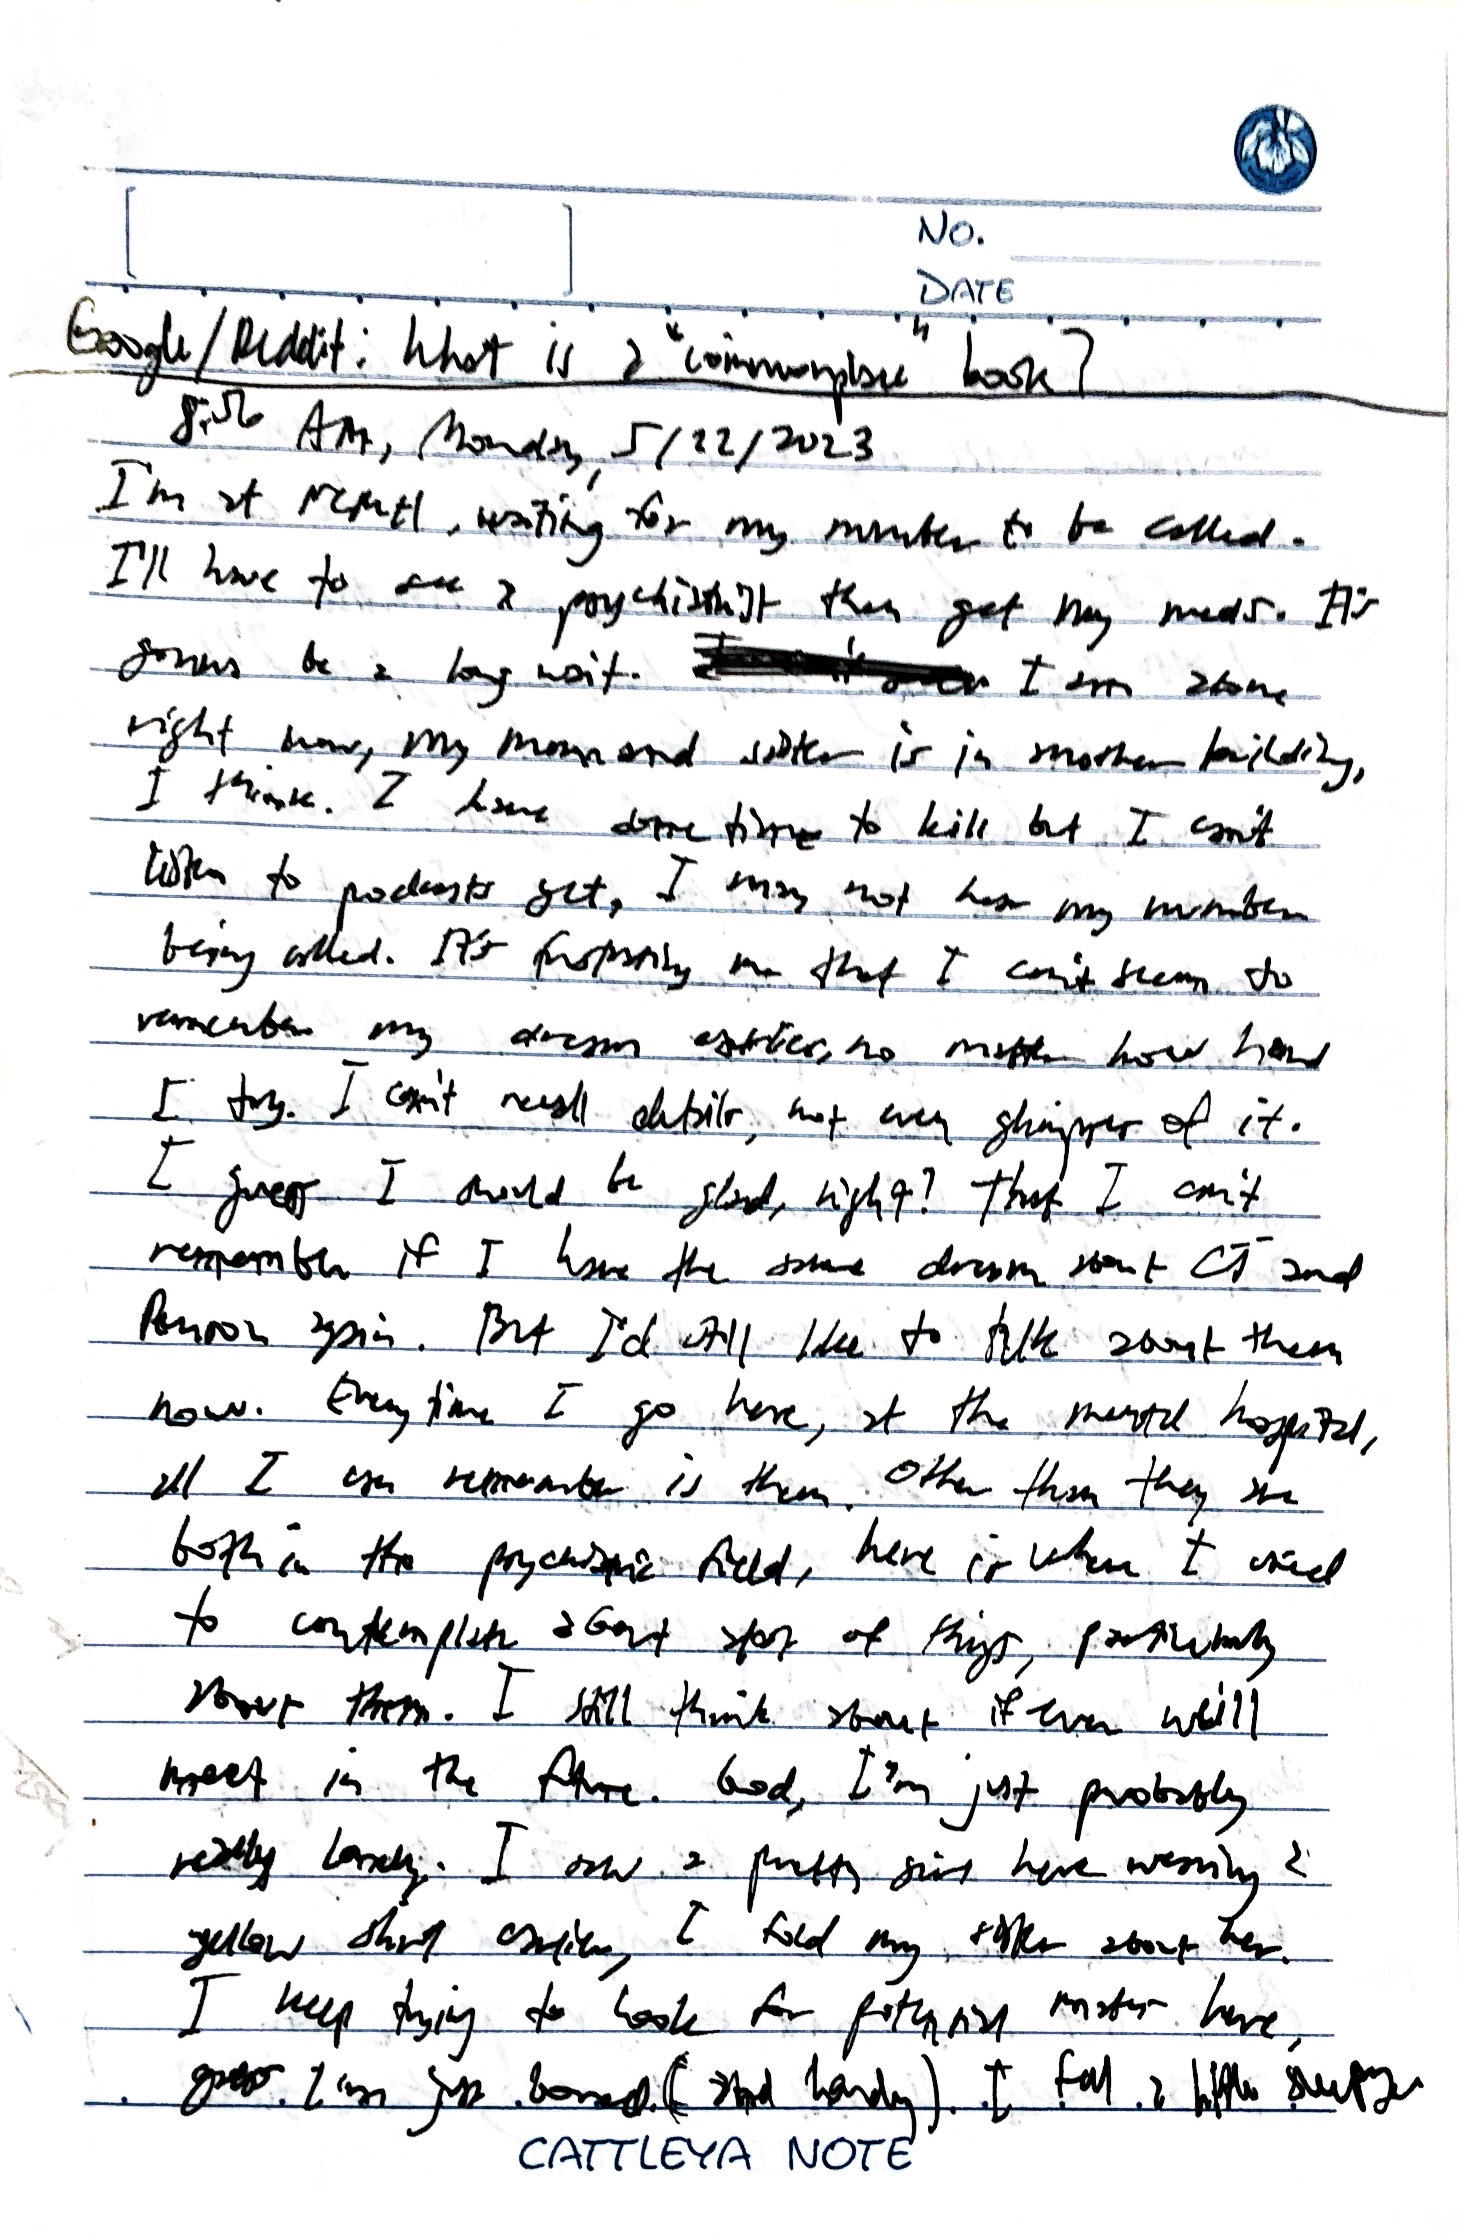 No.
DATE
Google/Reddit: What is a "commonplace" book?
8:56 AM, Monday, 5/22/2023
I'm at NCMH, waiting for my number to be called.
I'll have to see a psychiatrist then get my meds. It's
gonna be a long wait. I am alone
right now, my mom and sister is in another building,
I think. I have some time to kill but I can't
listen to podcasts yet, I may not hear my number
being called. It's frustrating me that I can't seem to
remember my dream earlier, no matter how hard
I try. I can't recall details, not even glimpses of it.
I guess I should be glad, right? That I can't
remember if I have the same dream about CJ and
again. But I'd still like to talk about them
now. Everytime I go here, at the mental hospital,
all I can remember is them. Other than they are
both in the psychiatric field, here is where I used
to contemplate about of things, particularly
about them. I still think about if ever we'll
meet in the future. God, I'm just probably
really lonely. I saw a pretty girl here wearing a
yellow shirt earlier, I told my sister about her.
I keep trying to look for potential mates here,
guess I am just bored. (and). I feel a little sleepy
CATTLEYA NOTE